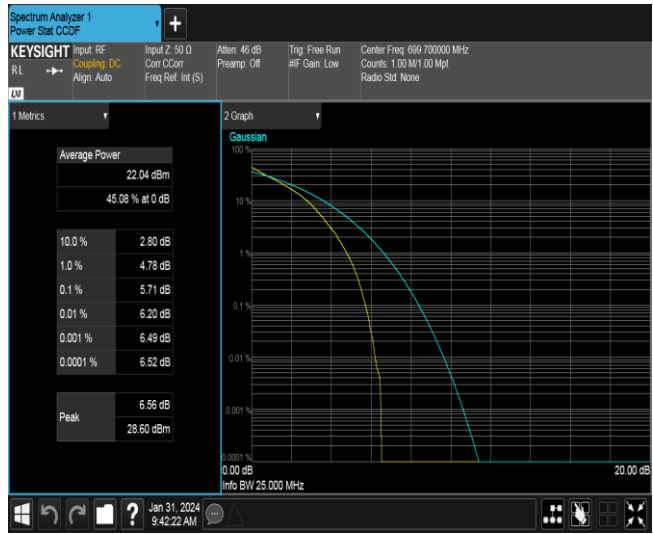 Spectrum Analyzer 1
Power Stat CCDF
+
KEYSIGHT
RL
Input: RF
Coupling: DC
Align: Auto
Input Z: 50 Ω
Corr CCorr
Freq Ref: Int (S)
Atten: 46 dB
Preamp: Off
Trig: Free Run
#IF Gain: Low
Center Freq: 699.700000 MHz
Counts: 1.00 M/1.00 Mpt
Radio Std: None
1 Metrics
Average Power
22.04 dBm
45.08 % at 0 dB
10.0 % 2.80 dB
1.0 % 4.78 dB
0.1 % 5.71 dB
0.01 % 6.20 dB
0.001 % 6.49 dB
0.0001 % 6.52 dB
Peak
6.56 dB
28.60 dBm
2 Graph
Gaussian
100 %
10 %
1 %
0.1 %
0.01 %
0.001 %
0.0001 %
0.00 dB 20.00 dB
Info BW 25.000 MHz
?
Jan 31, 2024
9:42:22 AM